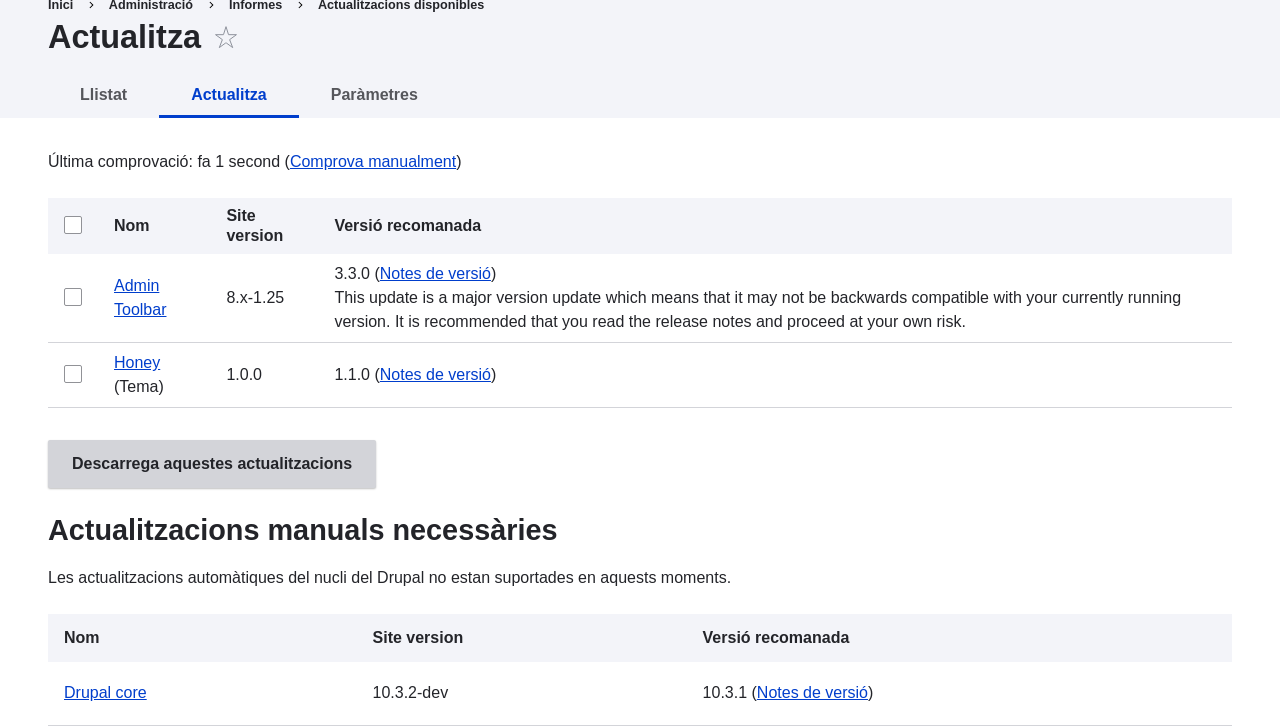 Inici > Administració > Informes > Actualitzacions disponibles
Actualitza ☆
Llistat Actualitza Paràmetres
Última comprovació: fa 1 second (Comprova manualment)
Nom Site version Versió recomanada
Admin Toolbar 8.x-1.25 3.3.0 (Notes de versió)
This update is a major version update which means that it may not be backwards compatible with your currently running
version. It is recommended that you read the release notes and proceed at your own risk.
Honey (Tema) 1.0.0 1.1.0 (Notes de versió)
Descarrega aquestes actualitzacions
Actualitzacions manuals necessàries
Les actualitzacions automàtiques del nucli del Drupal no estan suportades en aquests moments.
Nom Site version Versió recomanada
Drupal core 10.3.2-dev 10.3.1 (Notes de versió)